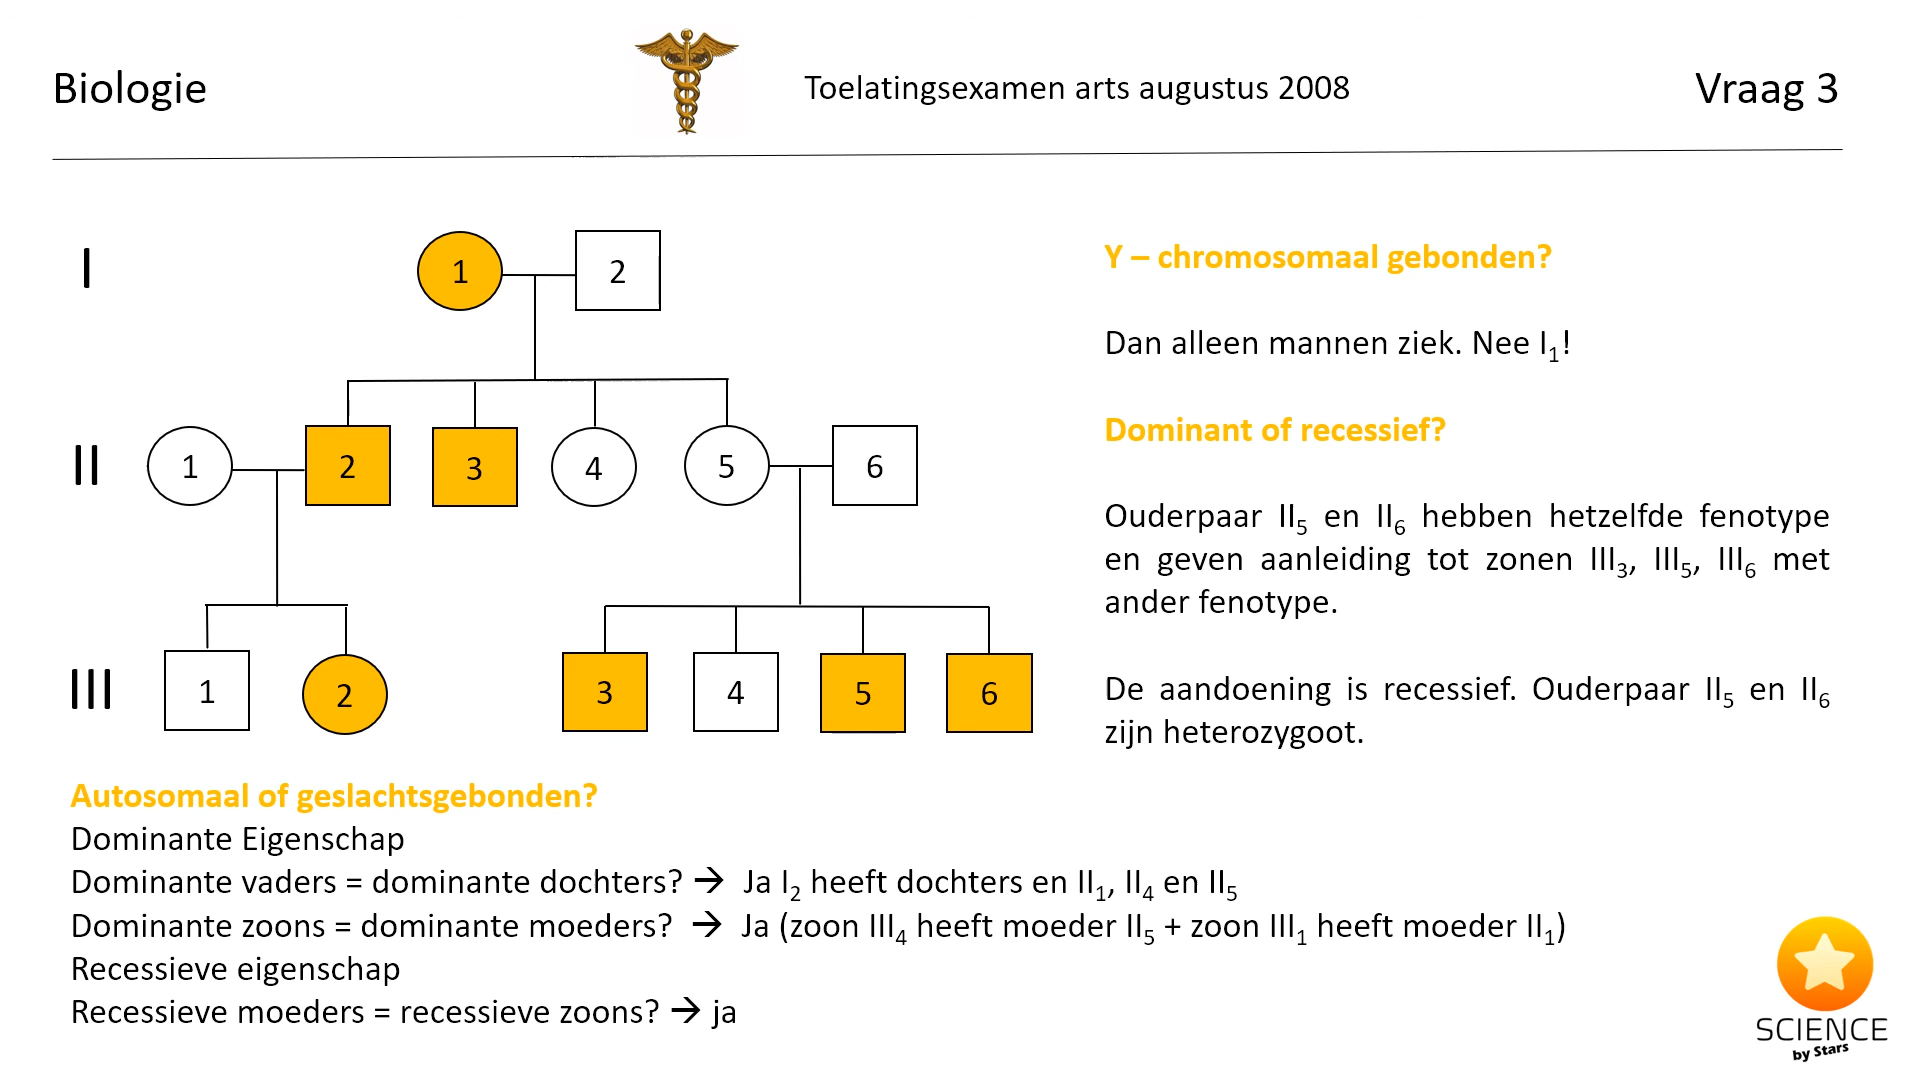 Biologie
Toelatingsexamen arts augustus 2008
Vraag 3
I
1
2
II
1
2
3
4
5
6
III
1
2
3
4
5
6
Y – chromosomaal gebonden?
Dan alleen mannen ziek. Nee I₁!
Dominant of recessief?
Ouderpaar II₅ en II₆ hebben hetzelfde fenotype
en geven aanleiding tot zonen III₃, III₅, III₆ met
ander fenotype.
De aandoening is recessief. Ouderpaar II₅ en II₆
zijn heterozygoot.
Autosomaal of geslachtsgebonden?
Dominante Eigenschap
Dominante vaders = dominante dochters? → Ja I₂ heeft dochters en II₁, II₄ en II₅
Dominante zoons = dominante moeders? → Ja (zoon III₄ heeft moeder II₅ + zoon III₁ heeft moeder II₁)
Recessieve eigenschap
Recessieve moeders = recessieve zoons? → ja
SCIENCE
by Stars